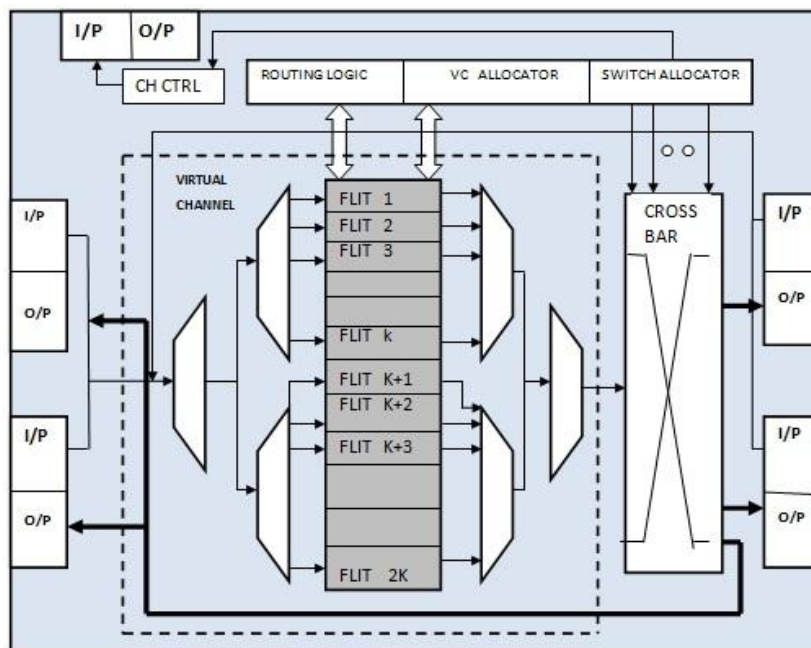 I/P O/P
CH CTRL
ROUTING LOGIC VC ALLOCATOR SWITCH ALLOCATOR
VIRTUAL
CHANNEL
FLIT 1
FLIT 2
FLIT 3
FLIT k
FLIT K+1
FLIT K+2
FLIT K+3
FLIT 2K
I/P
O/P
I/P
O/P
CROSS
BAR
I/P
O/P
I/P
O/P